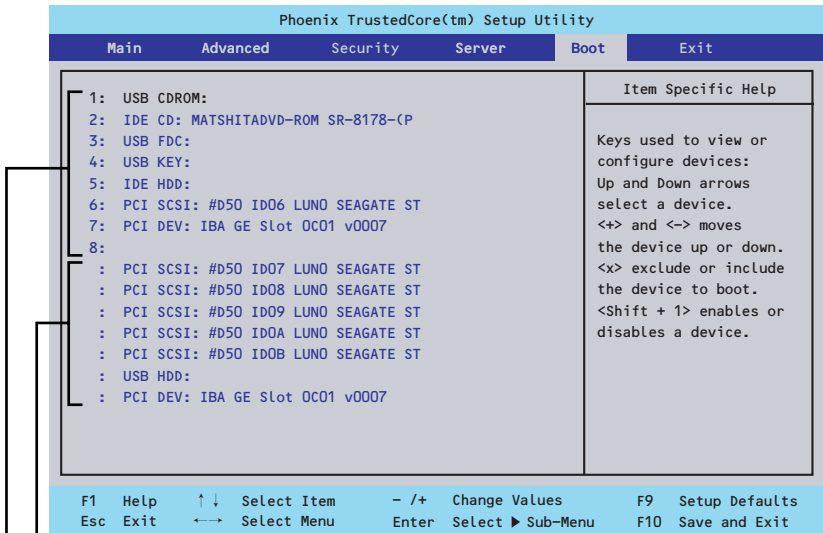 Phoenix TrustedCore(tm) Setup Utility
Main Advanced Security Server Boot Exit
1: USB CDROM:
2: IDE CD: MATSHITADVD-ROM SR-8178-(P
3: USB FDC:
4: USB KEY:
5: IDE HDD:
6: PCI SCSI: #D50 ID06 LUN0 SEAGATE ST
7: PCI DEV: IBA GE Slot 0C01 v0007
8:
: PCI SCSI: #D50 ID07 LUN0 SEAGATE ST
: PCI SCSI: #D50 ID08 LUN0 SEAGATE ST
: PCI SCSI: #D50 ID09 LUN0 SEAGATE ST
: PCI SCSI: #D50 ID0A LUN0 SEAGATE ST
: PCI SCSI: #D50 ID0B LUN0 SEAGATE ST
: USB HDD:
: PCI DEV: IBA GE Slot 0C01 v0007
Item Specific Help
Keys used to view or
configure devices:
Up and Down arrows
select a device.
<+> and <-> moves
the device up or down.
<x> exclude or include
the device to boot.
<Shift + 1> enables or
disables a device.
F1 Help ↑↓ Select Item - /+ Change Values F9 Setup Defaults
Esc Exit ←→ Select Menu Enter Select ▶ Sub-Menu F10 Save and Exit